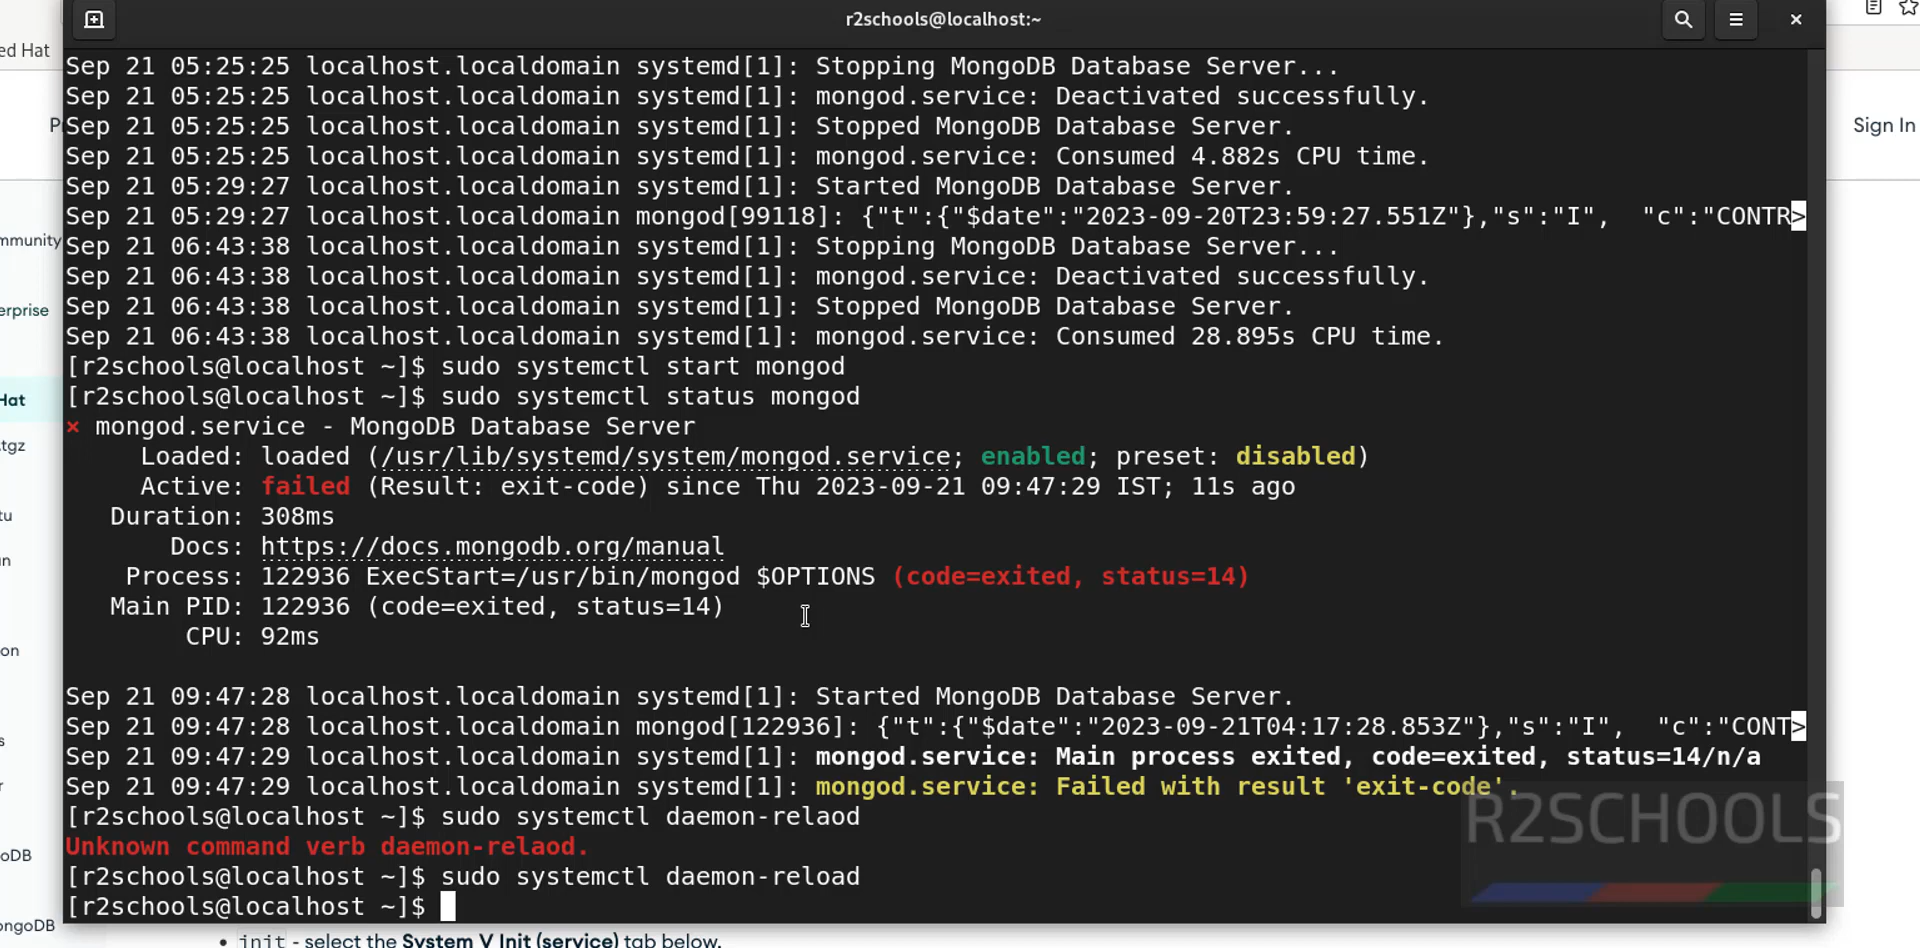 r2schools@localhost:~
ed Hat
Sign In
mmunity
erprise
Hat
tgz
tu
on
oDB
ongoDB
Sep 21 05:25:25 localhost.localdomain systemd[1]: Stopping MongoDB Database Server...
Sep 21 05:25:25 localhost.localdomain systemd[1]: mongod.service: Deactivated successfully.
Sep 21 05:25:25 localhost.localdomain systemd[1]: Stopped MongoDB Database Server.
Sep 21 05:25:25 localhost.localdomain systemd[1]: mongod.service: Consumed 4.882s CPU time.
Sep 21 05:29:27 localhost.localdomain systemd[1]: Started MongoDB Database Server.
Sep 21 05:29:27 localhost.localdomain mongod[99118]: {"t":{"$date":"2023-09-20T23:59:27.551Z"},"s":"I",  "c":"CONTR>
Sep 21 06:43:38 localhost.localdomain systemd[1]: Stopping MongoDB Database Server...
Sep 21 06:43:38 localhost.localdomain systemd[1]: mongod.service: Deactivated successfully.
Sep 21 06:43:38 localhost.localdomain systemd[1]: Stopped MongoDB Database Server.
Sep 21 06:43:38 localhost.localdomain systemd[1]: mongod.service: Consumed 28.895s CPU time.
[r2schools@localhost ~]$ sudo systemctl start mongod
[r2schools@localhost ~]$ sudo systemctl status mongod
× mongod.service - MongoDB Database Server
Loaded: loaded (/usr/lib/systemd/system/mongod.service; enabled; preset: disabled)
Active: failed (Result: exit-code) since Thu 2023-09-21 09:47:29 IST; 11s ago
Duration: 308ms
Docs: https://docs.mongodb.org/manual
Process: 122936 ExecStart=/usr/bin/mongod $OPTIONS (code=exited, status=14)
Main PID: 122936 (code=exited, status=14)
CPU: 92ms
Sep 21 09:47:28 localhost.localdomain systemd[1]: Started MongoDB Database Server.
Sep 21 09:47:28 localhost.localdomain mongod[122936]: {"t":{"$date":"2023-09-21T04:17:28.853Z"},"s":"I",  "c":"CONT>
Sep 21 09:47:29 localhost.localdomain systemd[1]: mongod.service: Main process exited, code=exited, status=14/n/a
Sep 21 09:47:29 localhost.localdomain systemd[1]: mongod.service: Failed with result 'exit-code'.
[r2schools@localhost ~]$ sudo systemctl daemon-relaod
Unknown command verb daemon-relaod.
[r2schools@localhost ~]$ sudo systemctl daemon-reload
[r2schools@localhost ~]$
R2SCHOOLS
• init - select the System V Init (service) tab below.